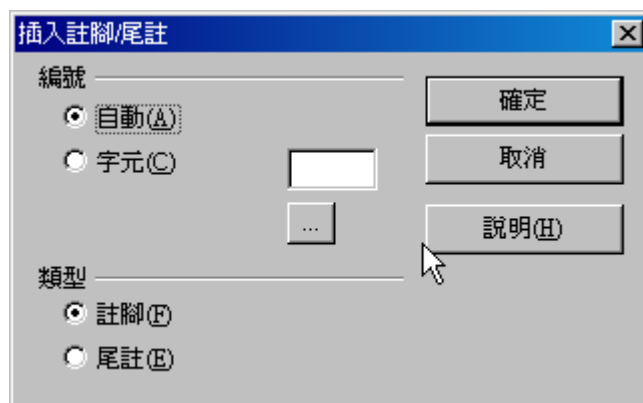 插入註腳/尾註
編號
自動(A)
字元(C)
...
類型
註腳(F)
尾註(E)
確定
取消
說明(H)